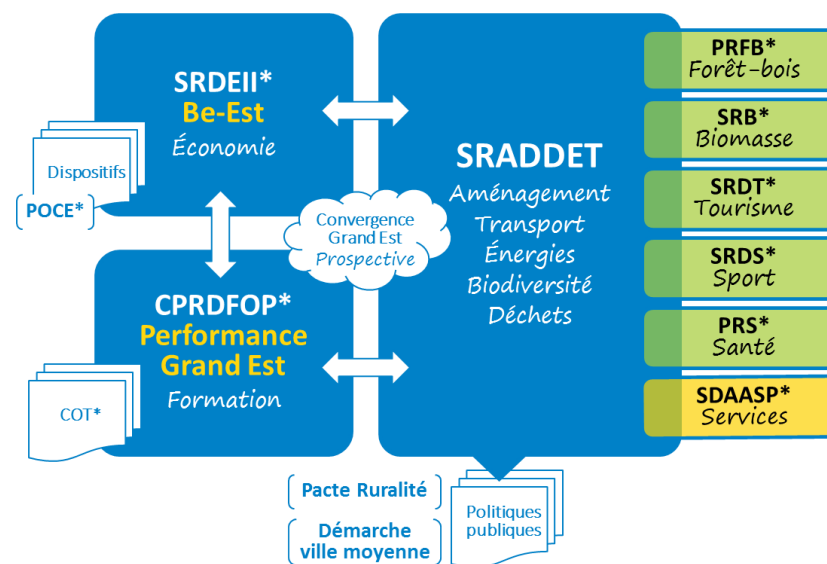 SRDEII*
Be-Est
Économie
Dispositifs
POCE*
Convergence
Grand Est
Prospective
CPRDFOP*
Performance
Grand Est
Formation
COT*
SRADDET
Aménagement
Transport
Énergies
Biodiversité
Déchets
PRFB*
Forêt-bois
SRB*
Biomasse
SRDT*
Tourisme
SRDS*
Sport
PRS*
Santé
SDAASP*
Services
Pacte Ruralité
Démarche
ville moyenne
Politiques
publiques